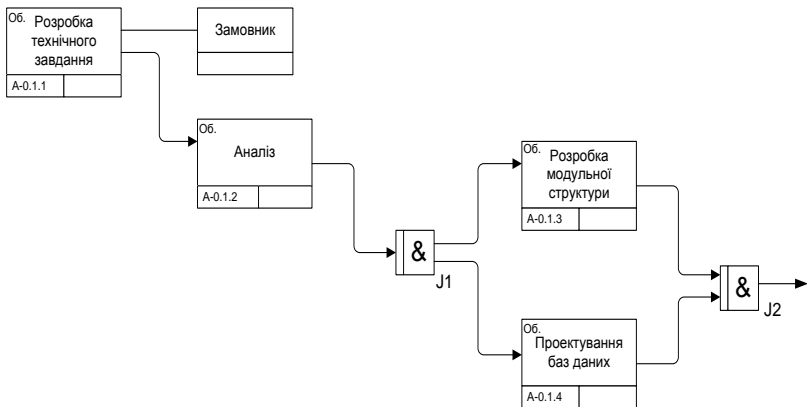 Об.
Розробка
технічного
завдання
А-0.1.1
Замовник
Об.
Аналіз
А-0.1.2
&
J1
Об.
Розробка
модульної
структури
А-0.1.3
Об.
Проектування
баз даних
А-0.1.4
&
J2